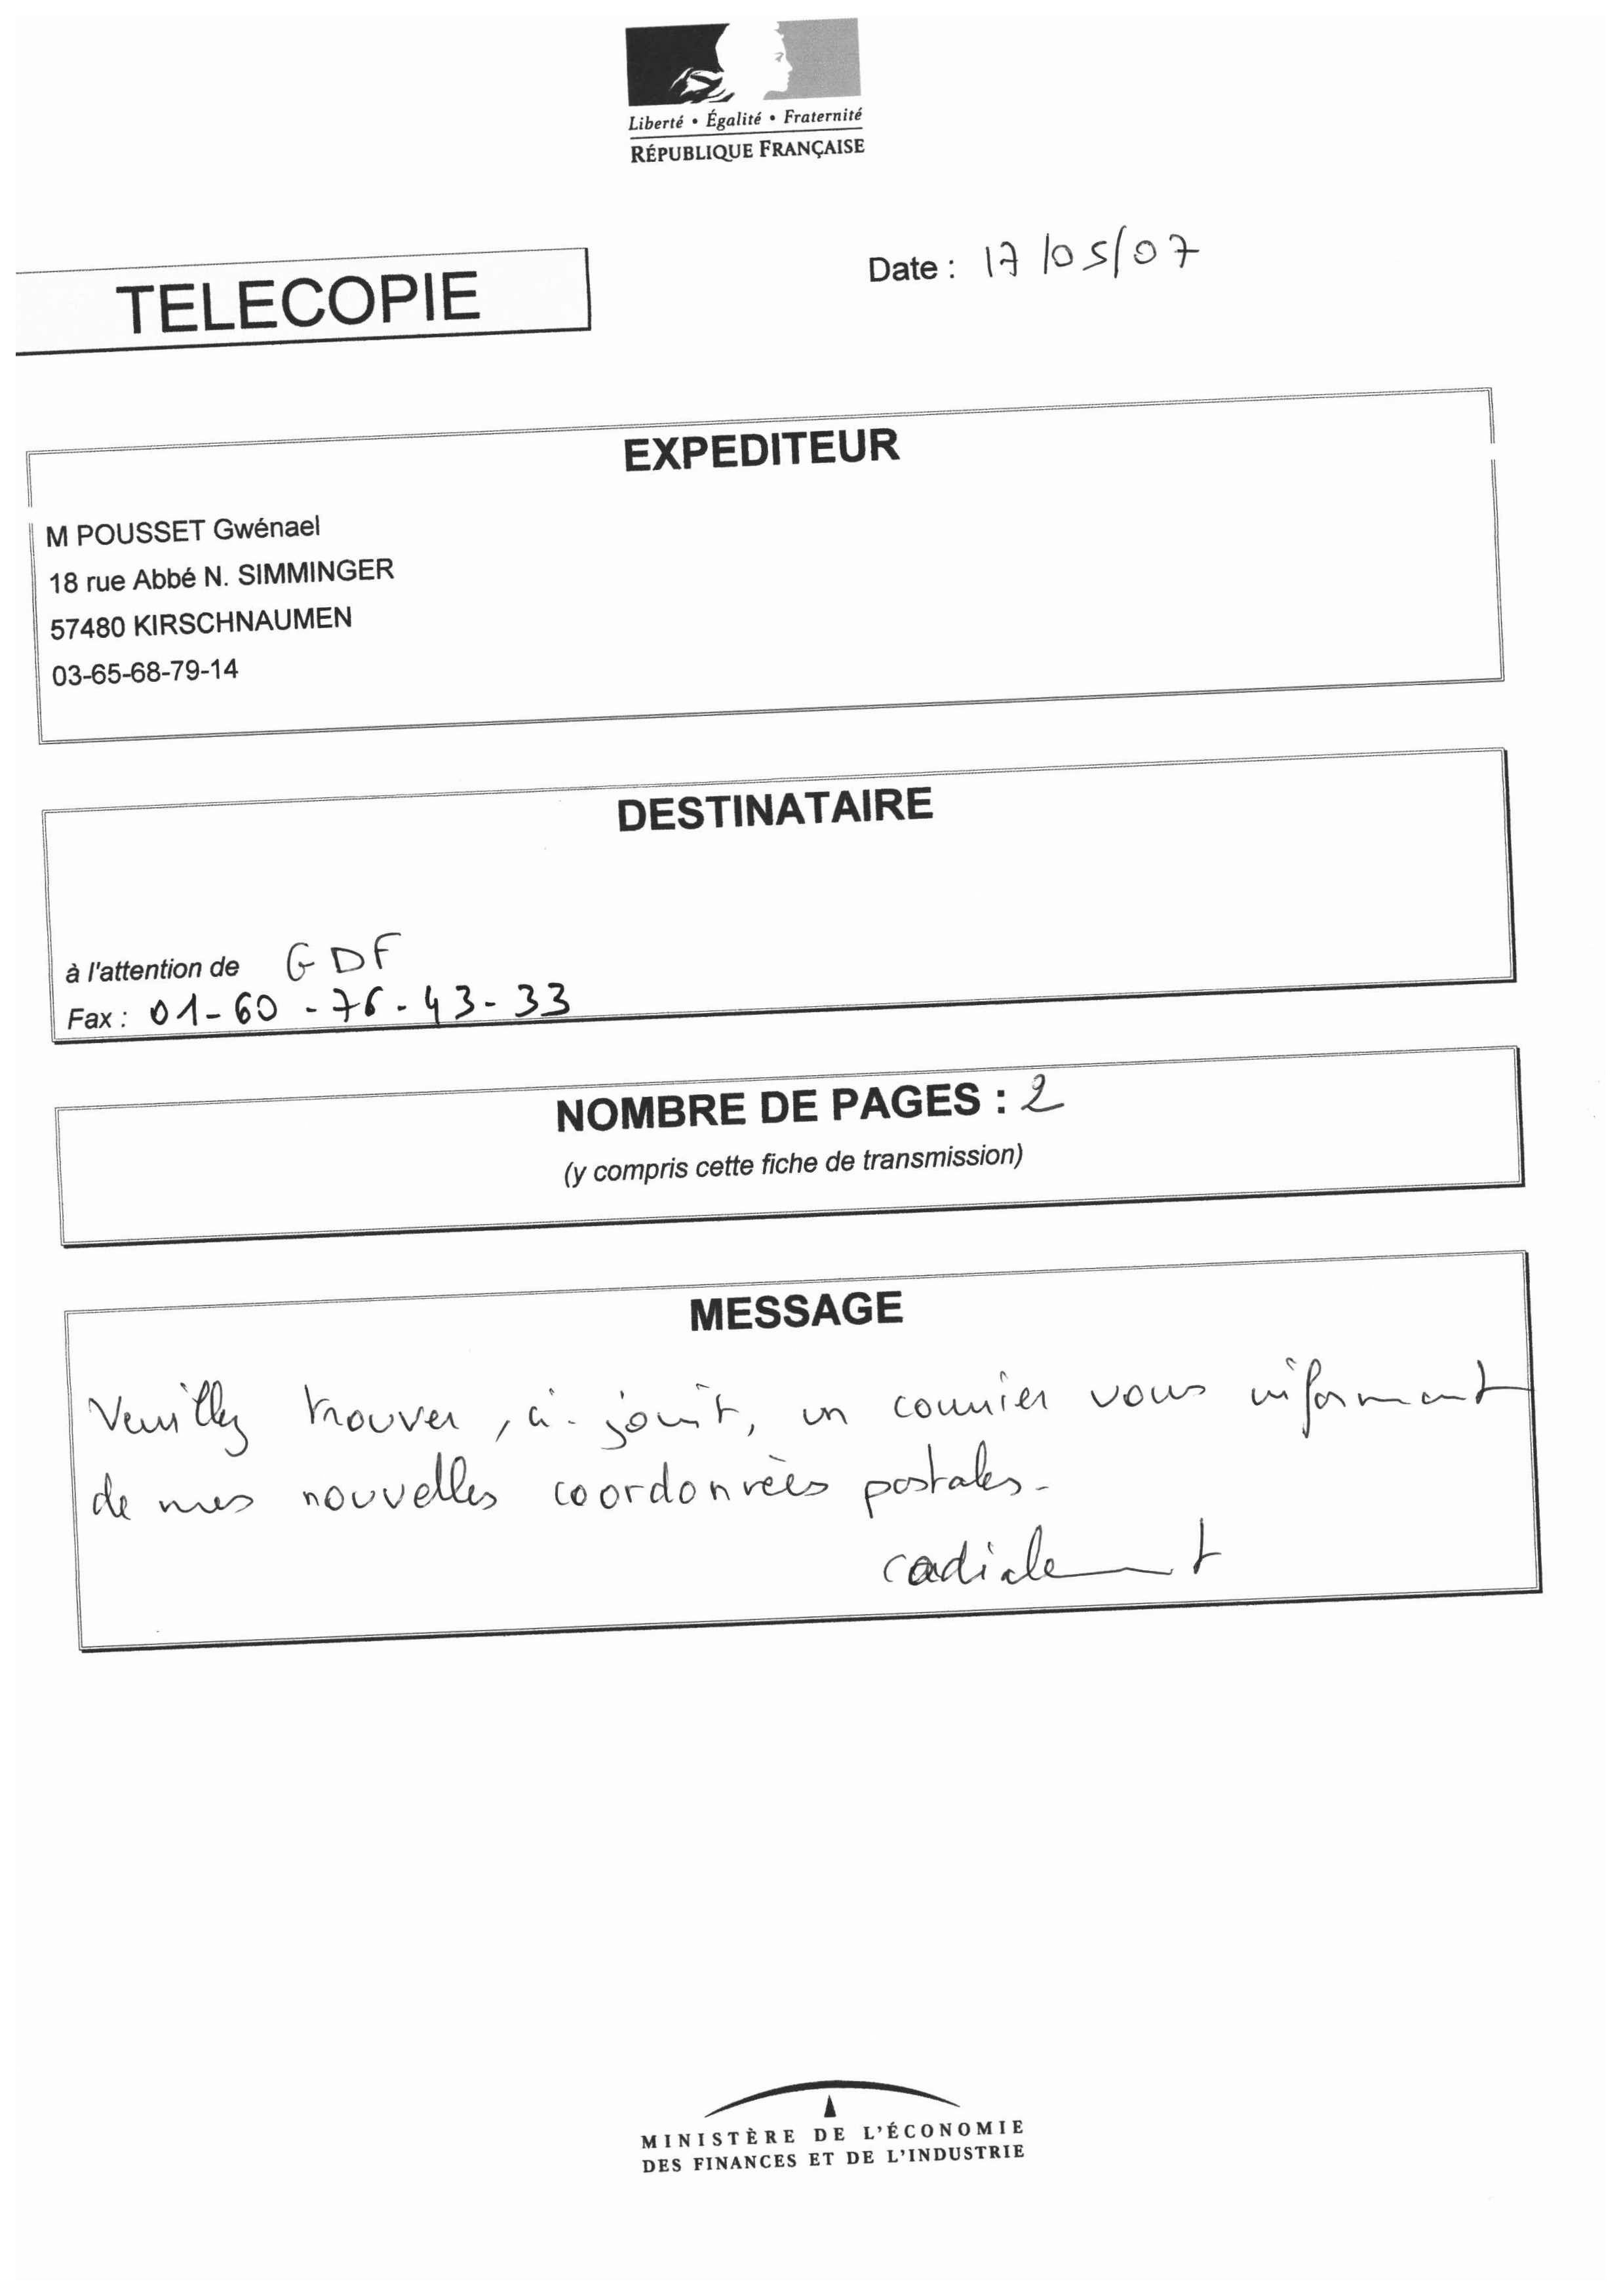 Liberté • Égalité • Fraternité
RÉPUBLIQUE FRANÇAISE
TELECOPIE
Date : 17/05/07
EXPEDITEUR
M POUSSET Gwénael
18 rue Abbé N. SIMMINGER
57480 KIRSCHNAUMEN
03-65-68-79-14
DESTINATAIRE
à l'attention de GDF
Fax : 01-60-76-43-33
NOMBRE DE PAGES : 2
(y compris cette fiche de transmission)
MESSAGE
Veuillez trouver, ci-joint, un courrier vous informant
de mes nouvelles coordonnées postales.
cordialement
MINISTÈRE DE L'ÉCONOMIE
DES FINANCES ET DE L'INDUSTRIE